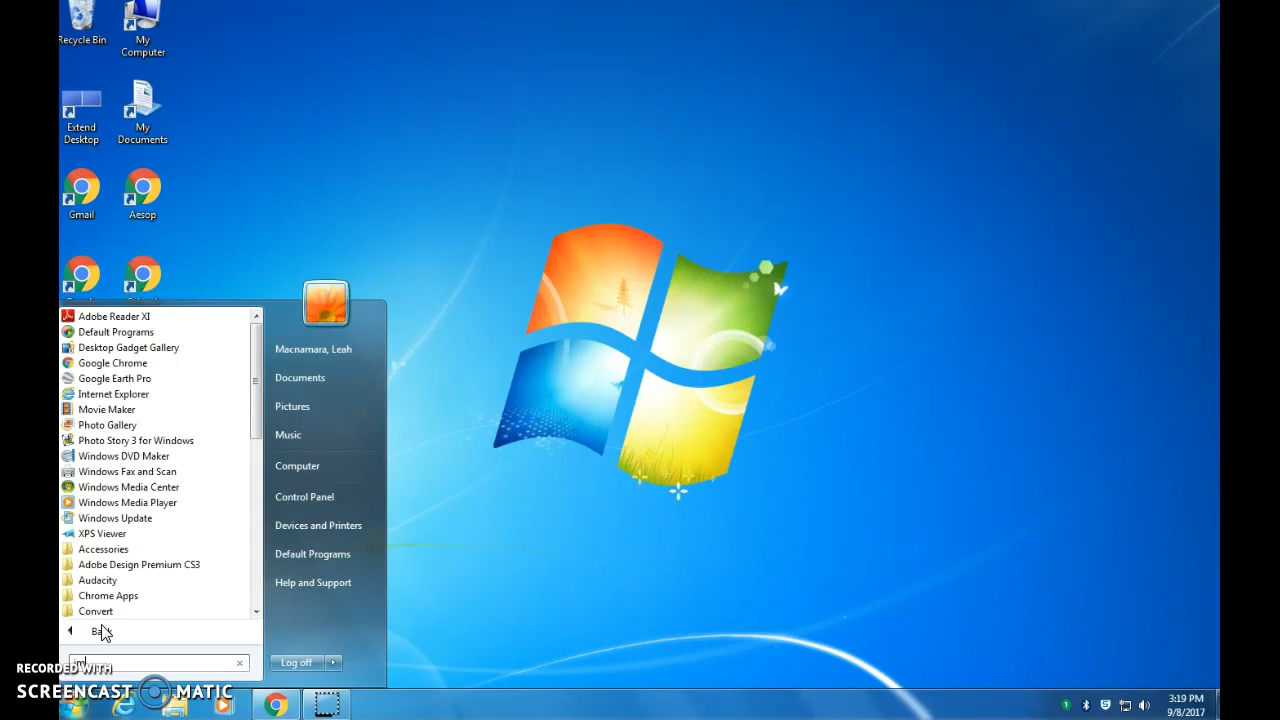 Recycle Bin
My
Computer
Extend
Desktop
My
Documents
Gmail
Aesop
Adobe Reader XI
Default Programs
Desktop Gadget Gallery
Google Chrome
Google Earth Pro
Internet Explorer
Movie Maker
Photo Gallery
Photo Story 3 for Windows
Windows DVD Maker
Windows Fax and Scan
Windows Media Center
Windows Media Player
Windows Update
XPS Viewer
Accessories
Adobe Design Premium CS3
Audacity
Chrome Apps
Convert
Macnamara, Leah
Documents
Pictures
Music
Computer
Control Panel
Devices and Printers
Default Programs
Help and Support
Log off
RECORDED WITH
SCREENCAST MATIC
3:19 PM
9/8/2017